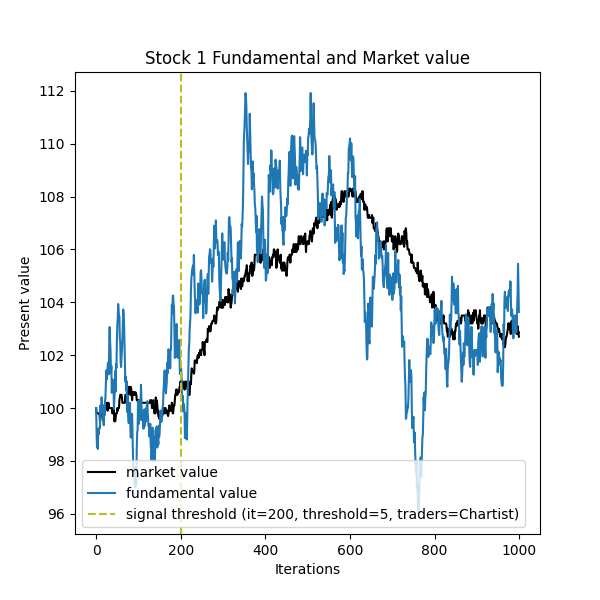 Stock 1 Fundamental and Market value
112
110
108
106
104
102
100
98
96
Present value
market value
fundamental value
signal threshold (it=200, threshold=5, traders=Chartist)
0 200 400 600 800 1000
Iterations